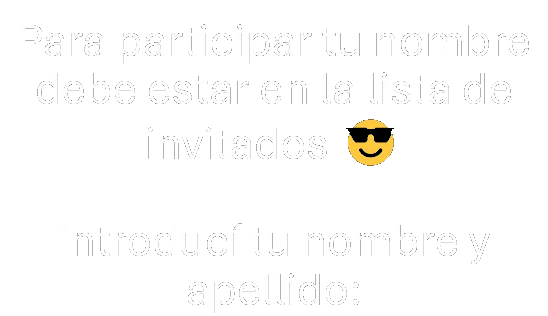 Para participar tu nombre
debe estar en la lista de
invitados 😎
Introducí tu nombre y
apellido: